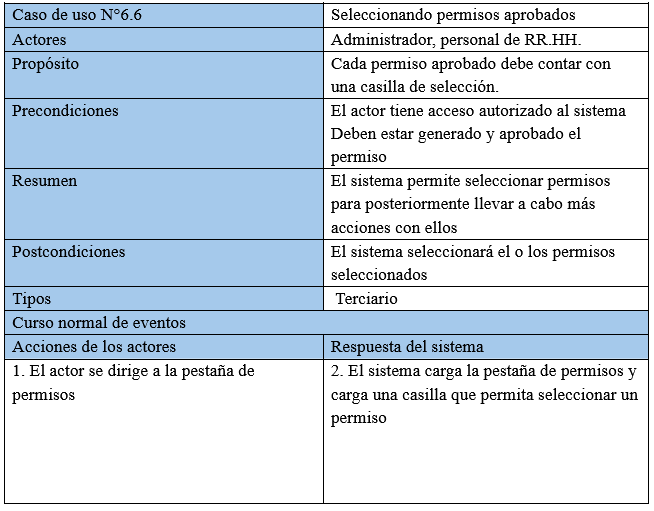 Caso de uso N°6.6
Seleccionando permisos aprobados
Actores
Administrador, personal de RR.HH.
Propósito
Cada permiso aprobado debe contar con
una casilla de selección.
Precondiciones
El actor tiene acceso autorizado al sistema
Deben estar generado y aprobado el
permiso
Resumen
El sistema permite seleccionar permisos
para posteriormente llevar a cabo más
acciones con ellos
Postcondiciones
El sistema seleccionará el o los permisos
seleccionados
Tipos
Terciario
Curso normal de eventos
Acciones de los actores
Respuesta del sistema
1. El actor se dirige a la pestaña de
permisos
2. El sistema carga la pestaña de permisos y
carga una casilla que permita seleccionar un
permiso